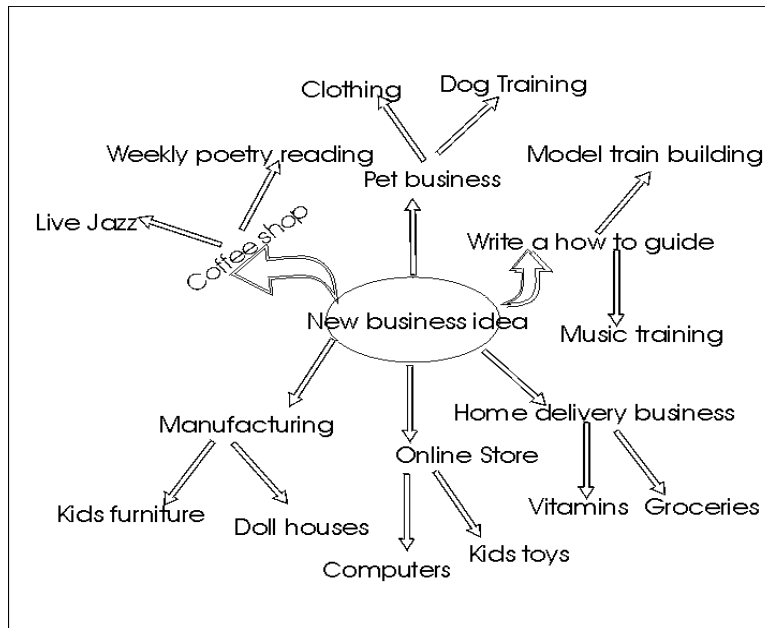 Clothing
Dog Training
Weekly poetry reading
Model train building
Pet business
Live Jazz
Coffee shop
Write a how to guide
New business idea
Music training
Home delivery business
Manufacturing
Online Store
Kids furniture
Doll houses
Vitamins
Groceries
Computers
Kids toys